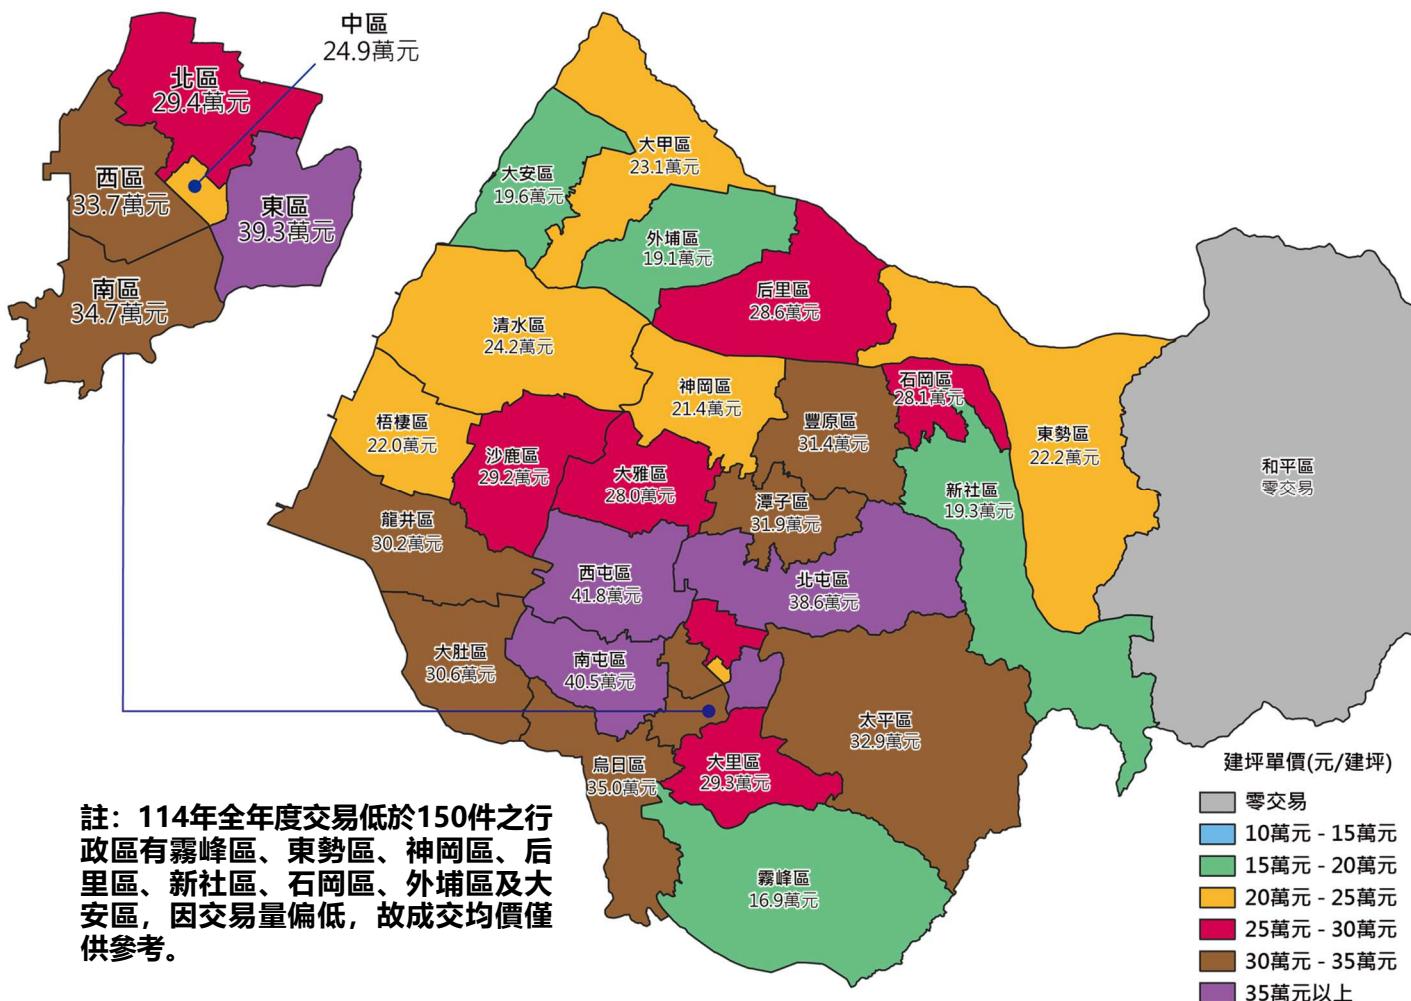 中區
24.9萬元
北區
29.4萬元
西區
33.7萬元
東區
39.3萬元
南區
34.7萬元
大甲區
23.1萬元
大安區
19.6萬元
外埔區
19.1萬元
后里區
28.6萬元
清水區
24.2萬元
神岡區
21.4萬元
石岡區
28.1萬元
梧棲區
22.0萬元
豐原區
31.4萬元
東勢區
22.2萬元
沙鹿區
29.2萬元
大雅區
28.0萬元
和平區
零交易
新社區
19.3萬元
潭子區
31.9萬元
龍井區
30.2萬元
西屯區
41.8萬元
北屯區
38.6萬元
大肚區
30.6萬元
南屯區
40.5萬元
太平區
32.9萬元
烏日區
35.0萬元
大里區
29.3萬元
霧峰區
16.9萬元
註：114年全年度交易低於150件之行
政區有霧峰區、東勢區、神岡區、后
里區、新社區、石岡區、外埔區及大
安區，因交易量偏低，故成交均價僅
供參考。
建坪單價(元/建坪)
零交易
10萬元 - 15萬元
15萬元 - 20萬元
20萬元 - 25萬元
25萬元 - 30萬元
30萬元 - 35萬元
35萬元以上